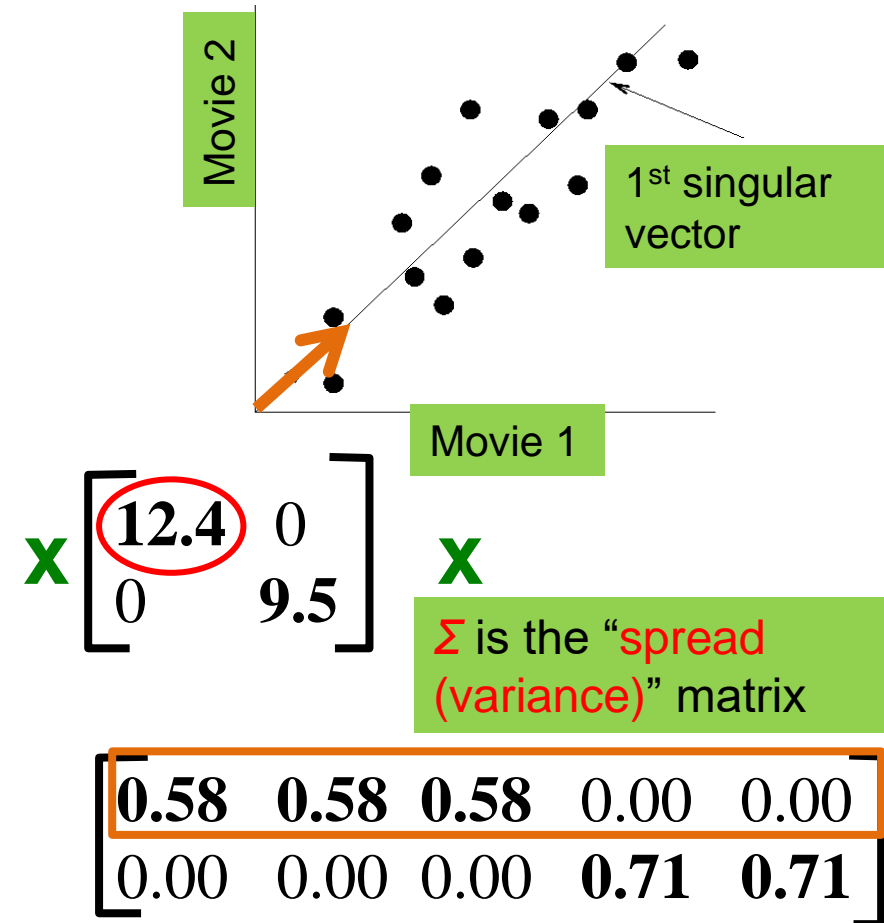 Movie 2
1st singular
vector
Movie 1
x 12.4 0 x
0 9.5
Σ is the “spread
(variance)” matrix
0.58 0.58 0.58 0.00 0.00
0.00 0.00 0.00 0.71 0.71